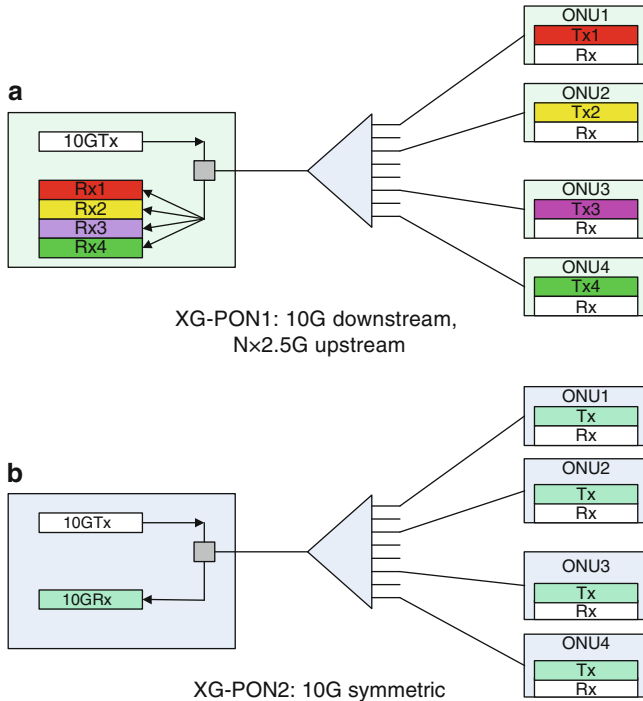 a
10GTx
Rx1
Rx2
Rx3
Rx4
ONU1
Tx1
Rx
ONU2
Tx2
Rx
ONU3
Tx3
Rx
ONU4
Tx4
Rx
XG-PON1: 10G downstream,
N×2.5G upstream
b
10GTx
10GRx
ONU1
Tx
Rx
ONU2
Tx
Rx
ONU3
Tx
Rx
ONU4
Tx
Rx
XG-PON2: 10G symmetric